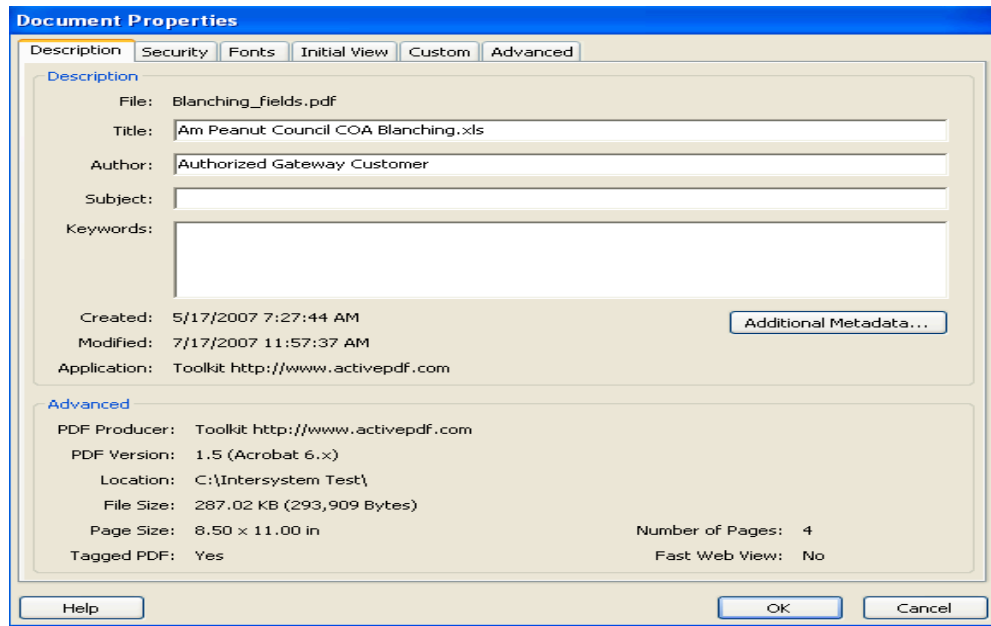 Document Properties
Description Security Fonts Initial View Custom Advanced
Description
File: Blanching_fields.pdf
Title: Am Peanut Council COA Blanching.xls
Author: Authorized Gateway Customer
Subject:
Keywords:
Created: 5/17/2007 7:27:44 AM
Additional Metadata...
Modified: 7/17/2007 11:57:37 AM
Application: Toolkit http://www.activepdf.com
Advanced
PDF Producer: Toolkit http://www.activepdf.com
PDF Version: 1.5 (Acrobat 6.x)
Location: C:\Intersystem Test\
File Size: 287.02 KB (293,909 Bytes)
Page Size: 8.50 x 11.00 in Number of Pages: 4
Tagged PDF: Yes Fast Web View: No
Help OK Cancel